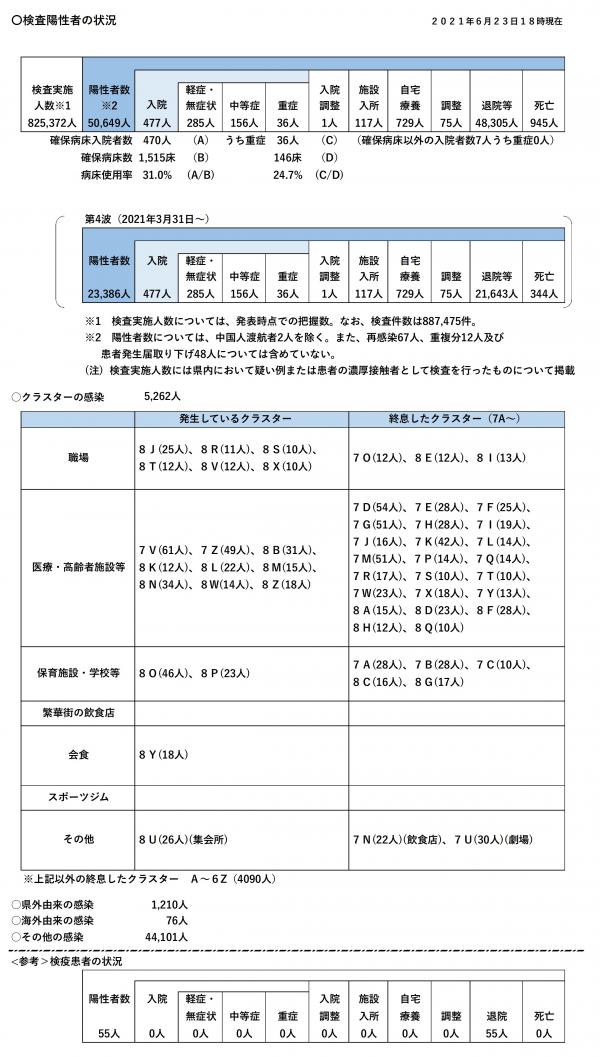 〇検査陽性者の状況
２０２１年６月２３日１８時現在
検査実施人数※1 陽性者数※2 入院 軽症・無症状 中等症 重症 入院調整 施設入所 自宅療養 調整 退院等 死亡
825,372人 50,649人 477人 285人 156人 36人 1人 117人 729人 75人 48,305人 945人
確保病床入院者数 470人 (A) うち重症 36人 (C) （確保病床以外の入院者数7人うち重症0人）
確保病床数 1,515床 (B) 146床 (D)
病床使用率 31.0% (A/B) 24.7% (C/D)
第4波（2021年3月31日～）
陽性者数 入院 軽症・無症状 中等症 重症 入院調整 施設入所 自宅療養 調整 退院等 死亡
23,386人 477人 285人 156人 36人 1人 117人 729人 75人 21,643人 344人
※1　検査実施人数については、発表時点での把握数。なお、検査件数は887,475件。
※2　陽性者数については、中国人渡航者2人を除く。また、再感染67人、重複分12人及び
患者発生届取り下げ48人については含めていない。
（注）検査実施人数には県内において疑い例または患者の濃厚接触者として検査を行ったものについて掲載
○クラスターの感染 5,262人
発生しているクラスター 終息したクラスター（7A～）
職場
８Ｊ(25人)、８Ｒ(11人)、８Ｓ(10人)、
８Ｔ(12人)、８Ｖ(12人)、８Ｘ(10人)
７Ｏ(12人)、８Ｅ(12人)、８Ｉ(13人)
医療・高齢者施設等
７Ｖ(61人)、７Ｚ(49人)、８Ｂ(31人)、
８Ｋ(12人)、８Ｌ(22人)、８Ｍ(15人)、
８Ｎ(34人)、８Ｗ(14人)、８Ｚ(18人)
７Ｄ(54人)、７Ｅ(28人)、７Ｆ(25人)、
７Ｇ(51人)、７Ｈ(28人)、７Ｉ(19人)、
７Ｊ(16人)、７Ｋ(42人)、７Ｌ(14人)、
７Ｍ(51人)、７Ｐ(14人)、７Ｑ(14人)、
７Ｒ(17人)、７Ｓ(10人)、７Ｔ(10人)、
７Ｗ(23人)、７Ｘ(18人)、７Ｙ(13人)、
８Ａ(15人)、８Ｄ(23人)、８Ｆ(28人)、
８Ｈ(12人)、８Ｑ(10人)
保育施設・学校等
８Ｏ(46人)、８Ｐ(23人)
７Ａ(28人)、７Ｂ(28人)、７Ｃ(10人)、
８Ｃ(16人)、８Ｇ(17人)
繁華街の飲食店
会食
８Ｙ(18人)
スポーツジム
その他
８Ｕ(26人)(集会所)
７Ｎ(22人)(飲食店)、７Ｕ(30人)(劇場)
※上記以外の終息したクラスター　Ａ～６Ｚ（4090人）
○県外由来の感染 1,210人
○海外由来の感染 76人
○その他の感染 44,101人
<参考>検疫患者の状況
陽性者数 入院 軽症・無症状 中等症 重症 入院調整 施設入所 自宅療養 調整 退院 死亡
55人 0人 0人 0人 0人 0人 0人 0人 0人 55人 0人